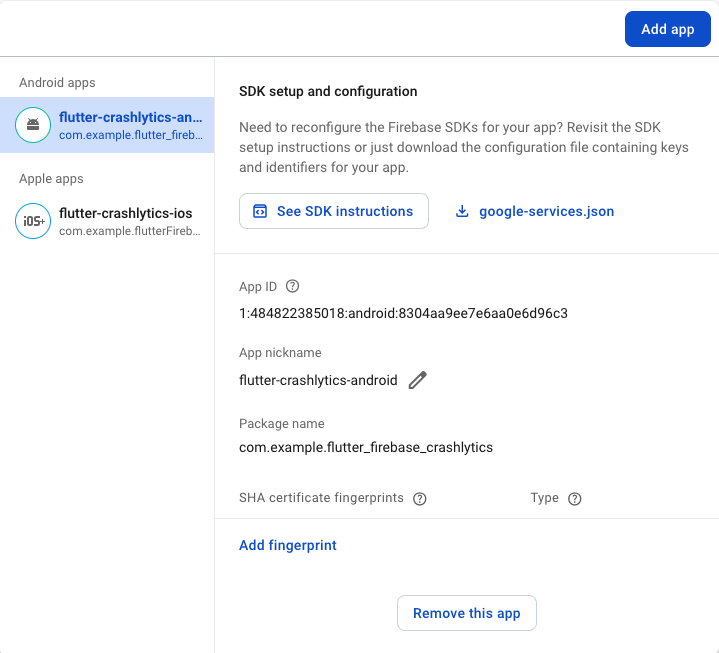 Add app
Android apps
flutter-crashlytics-an...
com.example.flutter_fireb...
Apple apps
iOS+
flutter-crashlytics-ios
com.example.flutterFireb...
SDK setup and configuration
Need to reconfigure the Firebase SDKs for your app? Revisit the SDK
setup instructions or just download the configuration file containing keys
and identifiers for your app.
See SDK instructions
google-services.json
App ID
1:484822385018:android:8304aa9ee7e6aa0e6d96c3
App nickname
flutter-crashlytics-android
Package name
com.example.flutter_firebase_crashlytics
SHA certificate fingerprints Type
Add fingerprint
Remove this app